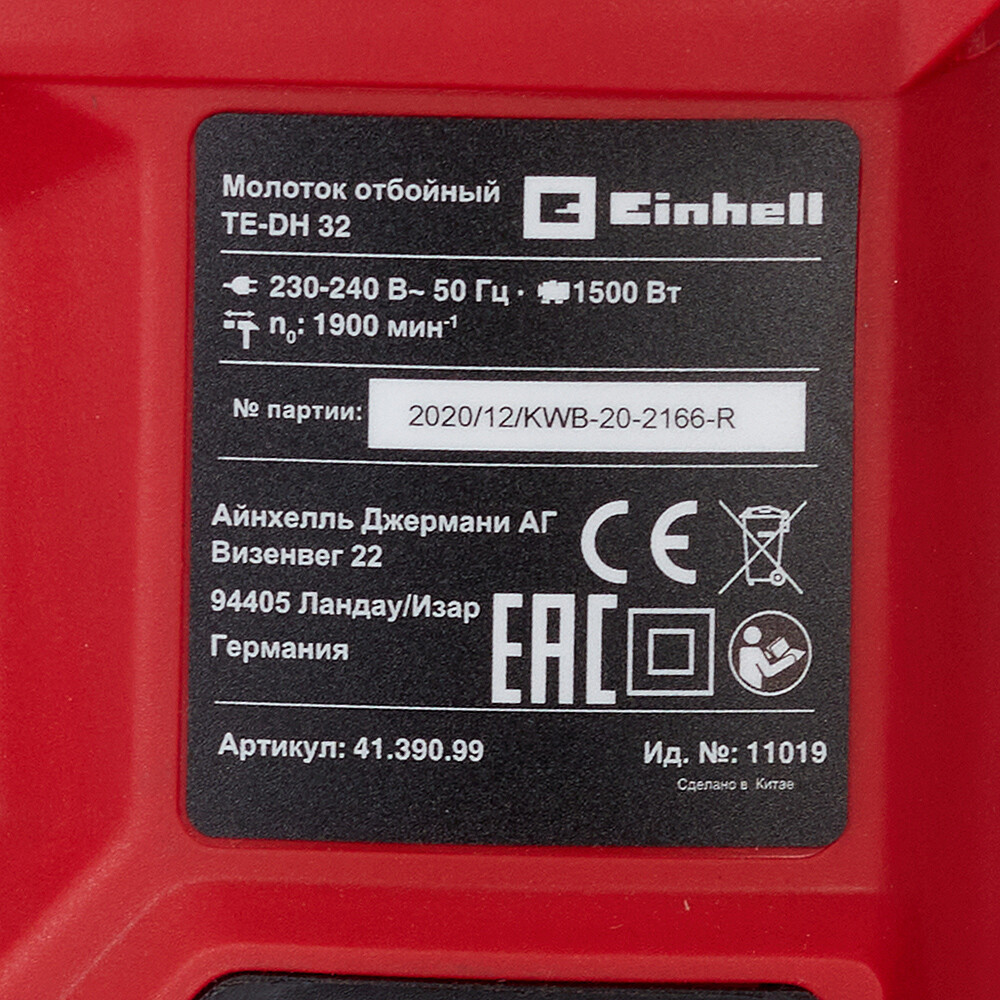 Молоток отбойный
TE-DH 32
Einhell
230-240 В~ 50 Гц · 1500 Вт
n₀: 1900 мин⁻¹
№ партии: 2020/12/KWB-20-2166-R
Айнхелль Джермани АГ
Визенвег 22
94405 Ландау/Изар
Германия
CE
EAC
Артикул: 41.390.99
Ид. №: 11019
Сделано в Китае